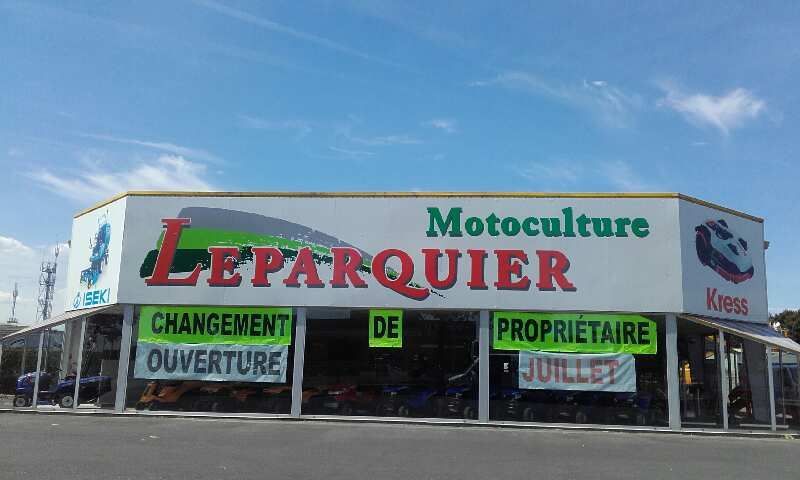 Motoculture
LEPARQUIER
ISEKI
Kress
CHANGEMENT DE PROPRIÉTAIRE
OUVERTURE JUILLET